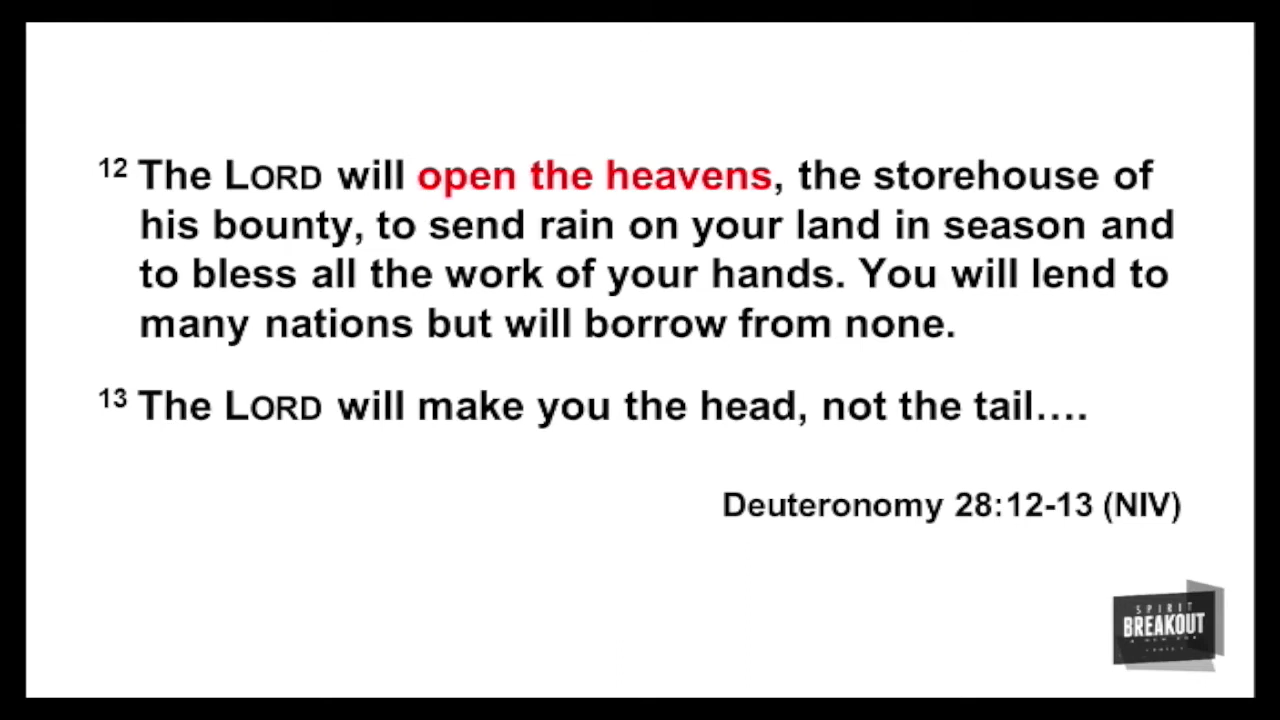 12 The LORD will open the heavens, the storehouse of
his bounty, to send rain on your land in season and
to bless all the work of your hands. You will lend to
many nations but will borrow from none.
13 The LORD will make you the head, not the tail....
Deuteronomy 28:12-13 (NIV)
SPIRIT
BREAKOUT